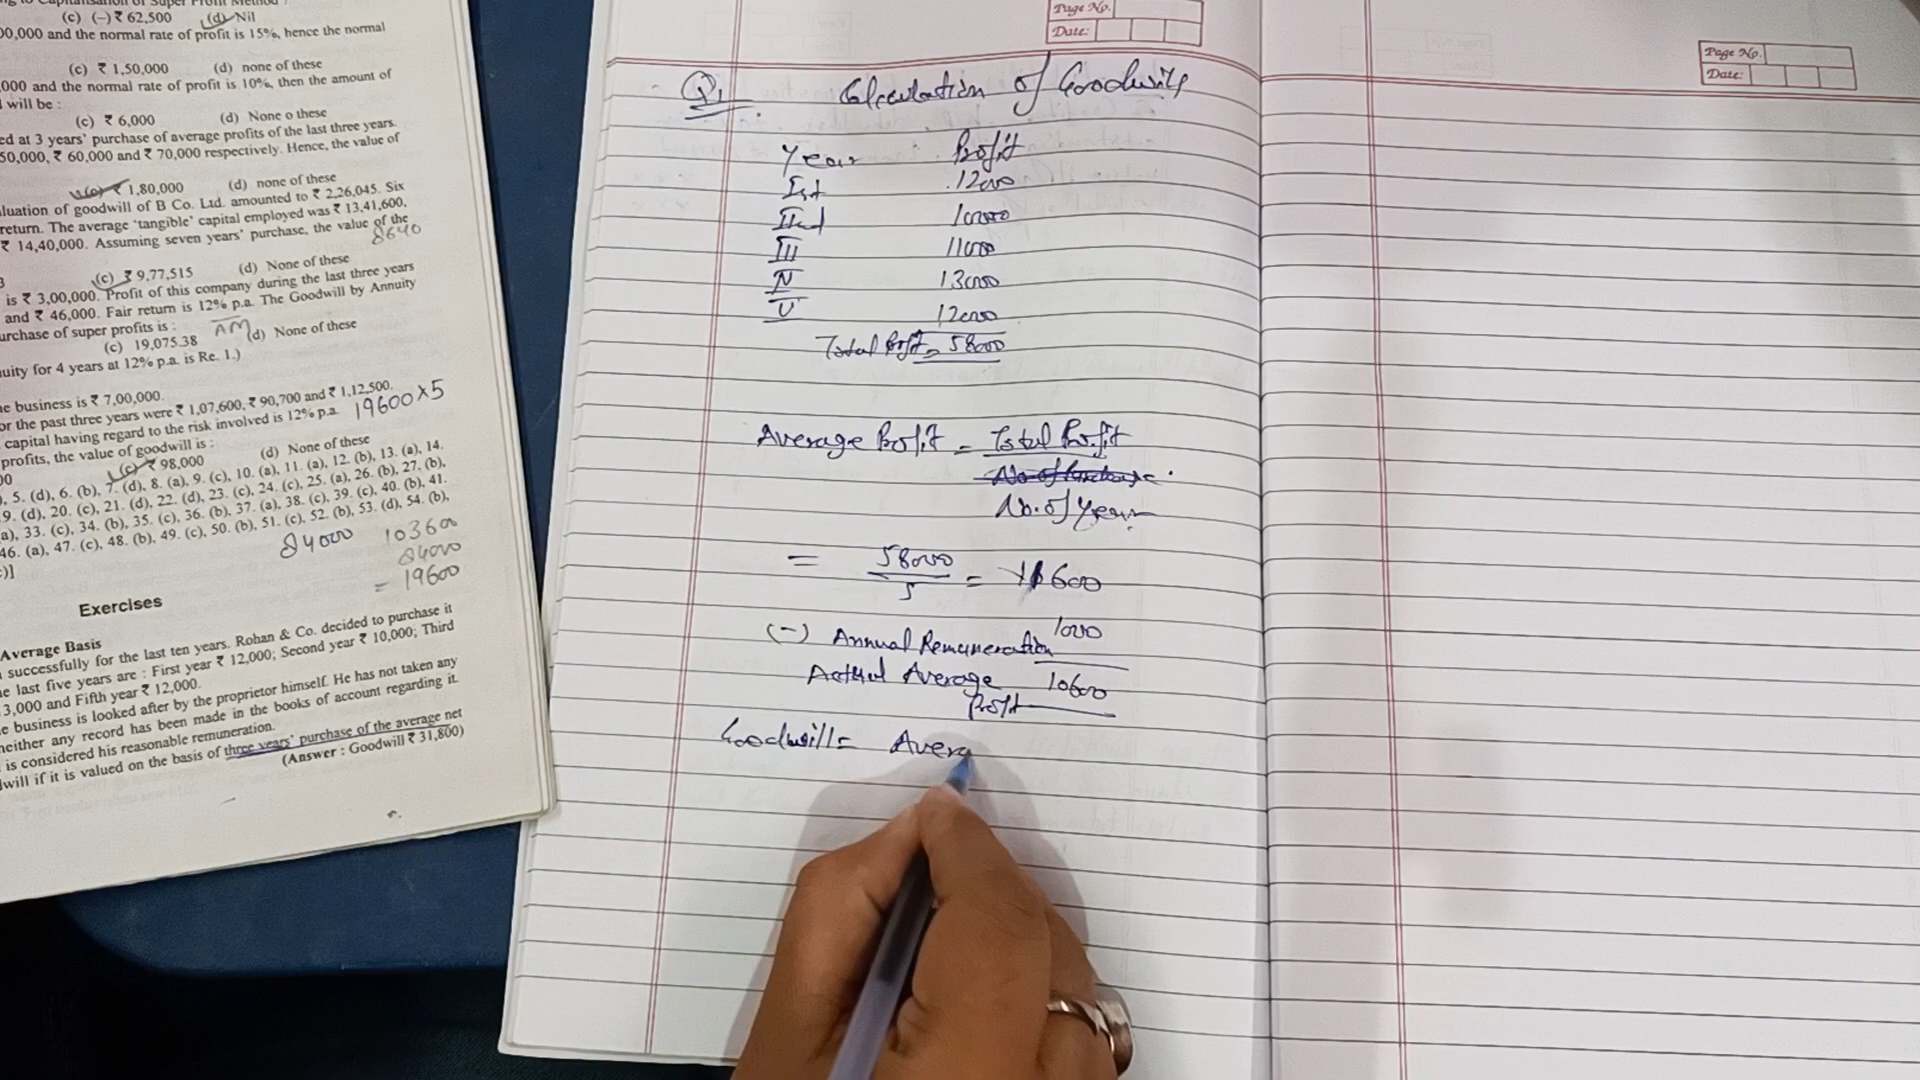 (c) (-) ₹ 62,500 (d) Nil
00,000 and the normal rate of profit is 15%, hence the normal
(c) ₹ 1,50,000 (d) none of these
000 and the normal rate of profit is 10%, then the amount of
will be :
(c) ₹ 6,000 (d) None o these
ed at 3 years' purchase of average profits of the last three years.
50,000, ₹ 60,000 and ₹ 70,000 respectively. Hence, the value of
₹ 1,80,000 (d) none of these
luation of goodwill of B Co. Ltd. amounted to ₹ 2,26,045. Six
return. The average 'tangible' capital employed was ₹ 13,41,600,
₹ 14,40,000. Assuming seven years' purchase, the value of the
8640
(c) ₹ 9,77,515 (d) None of these
is ₹ 3,00,000. Profit of this company during the last three years
and ₹ 46,000. Fair return is 12% p.a. The Goodwill by Annuity
urchase of super profits is :
(c) 19,075.38 (d) None of these
uity for 4 years at 12% p.a. is Re. 1.)
e business is ₹ 7,00,000.
or the past three years were ₹ 1,07,600, ₹ 90,700 and ₹ 1,12,500.
capital having regard to the risk involved is 12% p.a. 19600 × 5
profits, the value of goodwill is :
(c) ₹ 98,000 (d) None of these
, 5. (d), 6. (b), 7. (d), 8. (a), 9. (c), 10. (a), 11. (a), 12. (b), 13. (a), 14.
9. (d), 20. (c), 21. (d), 22. (d), 23. (c), 24. (c), 25. (a), 26. (b), 27. (b),
a), 33. (c), 34. (b), 35. (c), 36. (b), 37. (a), 38. (c), 39. (c), 40. (b), 41.
46. (a), 47. (c), 48. (b), 49. (c), 50. (b), 51. (c), 52. (b), 53. (d), 54. (b),
)]
84000 103600
84000
= 19600
Exercises
Average Basis
successfully for the last ten years. Rohan & Co. decided to purchase it
e last five years are : First year ₹ 12,000; Second year ₹ 10,000; Third
3,000 and Fifth year ₹ 12,000.
e business is looked after by the proprietor himself. He has not taken any
neither any record has been made in the books of account regarding it.
is considered his reasonable remuneration.
will if it is valued on the basis of three years' purchase of the average net
(Answer : Goodwill ₹ 31,800)
Page No.
Date:
Q1 Calculation of Goodwill
Year Profit
Ist 12000
IInd 10000
III 11000
IV 13000
V 12000
Total Profit = 58000
Average Profit = Total Profit
No. of Purchase
No. of Year
= 58000 / 5 = 11600
(-) Annual Remuneration 1000
Actual Average Profit 10600
Goodwill = Avera
Page No.
Date: